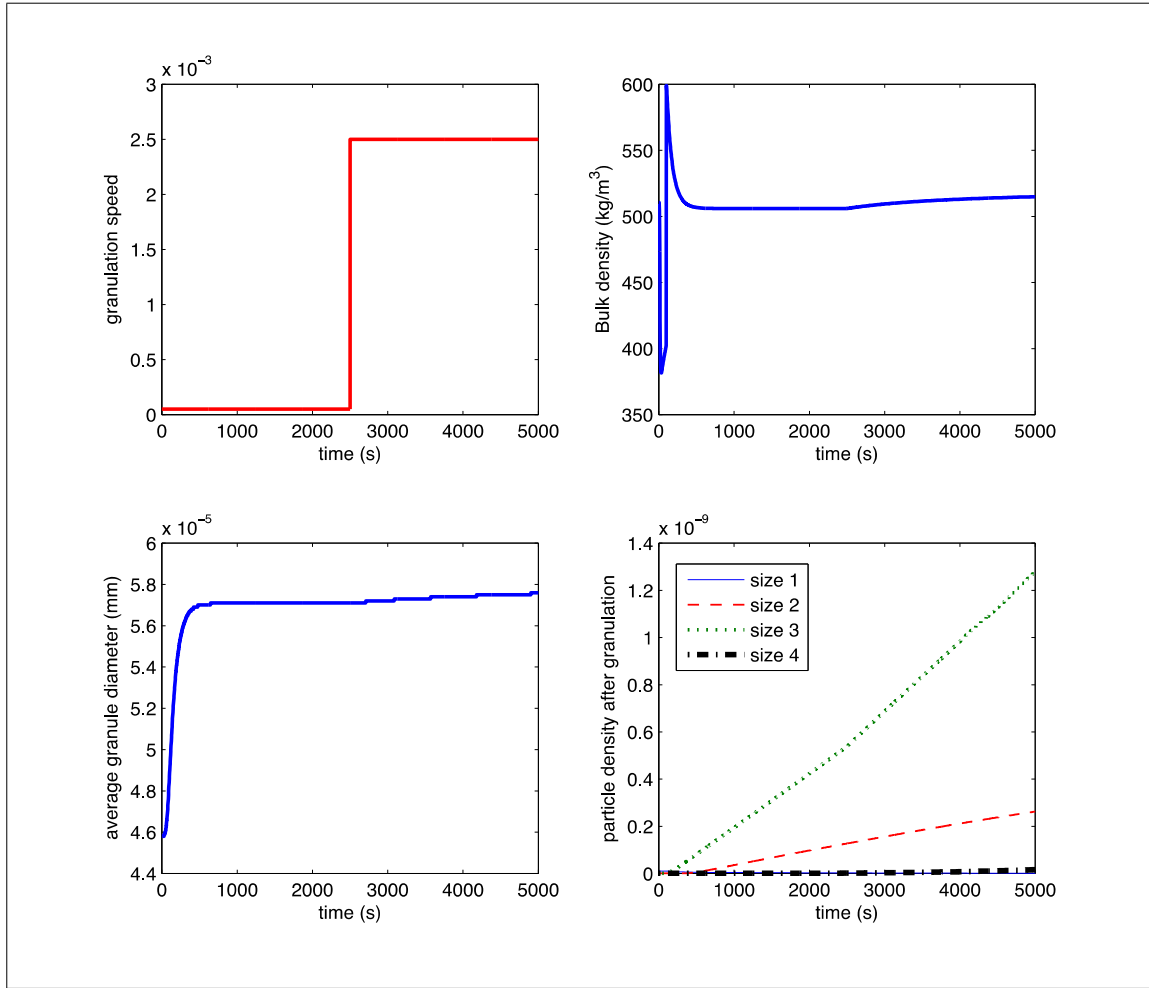 x 10⁻³
3
2.5
2
1.5
1
0.5
0
granulation speed
0 1000 2000 3000 4000 5000
time (s)
600
550
500
450
400
350
Bulk density (kg/m³)
0 1000 2000 3000 4000 5000
time (s)
x 10⁻⁵
6
5.8
5.6
5.4
5.2
5
4.8
4.6
4.4
average granule diameter (mm)
0 1000 2000 3000 4000 5000
time (s)
x 10⁻⁹
1.4
1.2
1
0.8
0.6
0.4
0.2
0
particle density after granulation
size 1
size 2
size 3
size 4
0 1000 2000 3000 4000 5000
time (s)